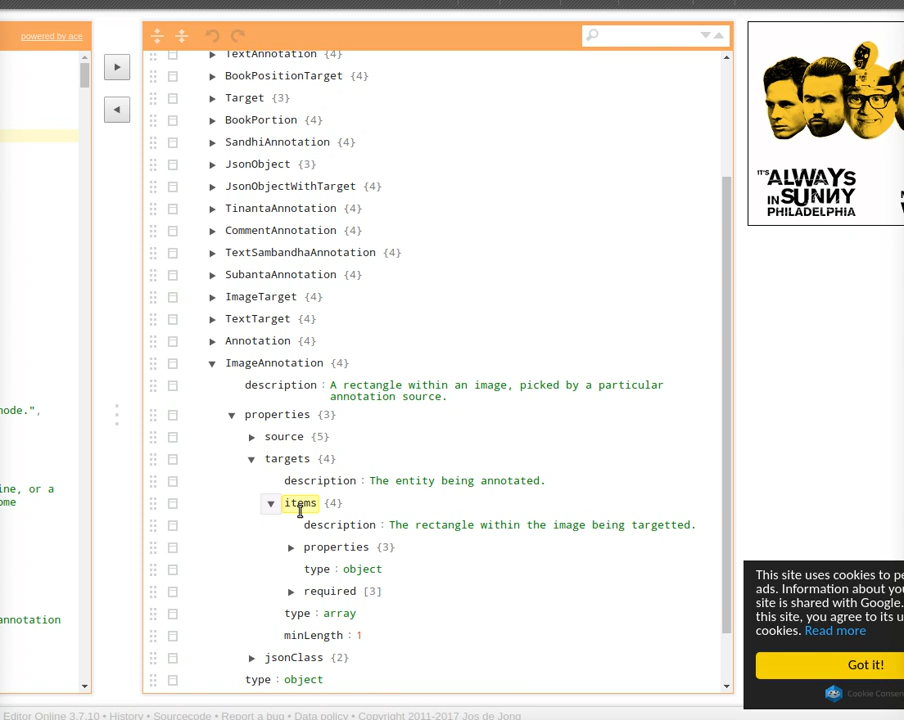 powered by ace
TextAnnotation {4}
BookPositionTarget {4}
Target {3}
BookPortion {4}
SandhiAnnotation {4}
JsonObject {3}
JsonObjectWithTarget {4}
TinantaAnnotation {4}
CommentAnnotation {4}
TextSambandhaAnnotation {4}
SubantaAnnotation {4}
ImageTarget {4}
TextTarget {4}
Annotation {4}
ImageAnnotation {4}
description : A rectangle within an image, picked by a particular
annotation source.
properties {3}
source {5}
targets {4}
description : The entity being annotated.
items {4}
description : The rectangle within the image being targetted.
properties {3}
type : object
required [3]
type : array
minLength : 1
jsonClass {2}
type : object
node.",
ine, or a
ome
annotation
IT'S ALWAYS
IN SUNNY
PHILADELPHIA
This site uses cookies to pe
ads. Information about you
site is shared with Google.
this site, you agree to its u
cookies. Read more
Got it!
Cookie Consen
Editor Online 3.7.10 • History • Sourcecode • Report a bug • Data policy • Copyright 2011-2017 Jos de Jong